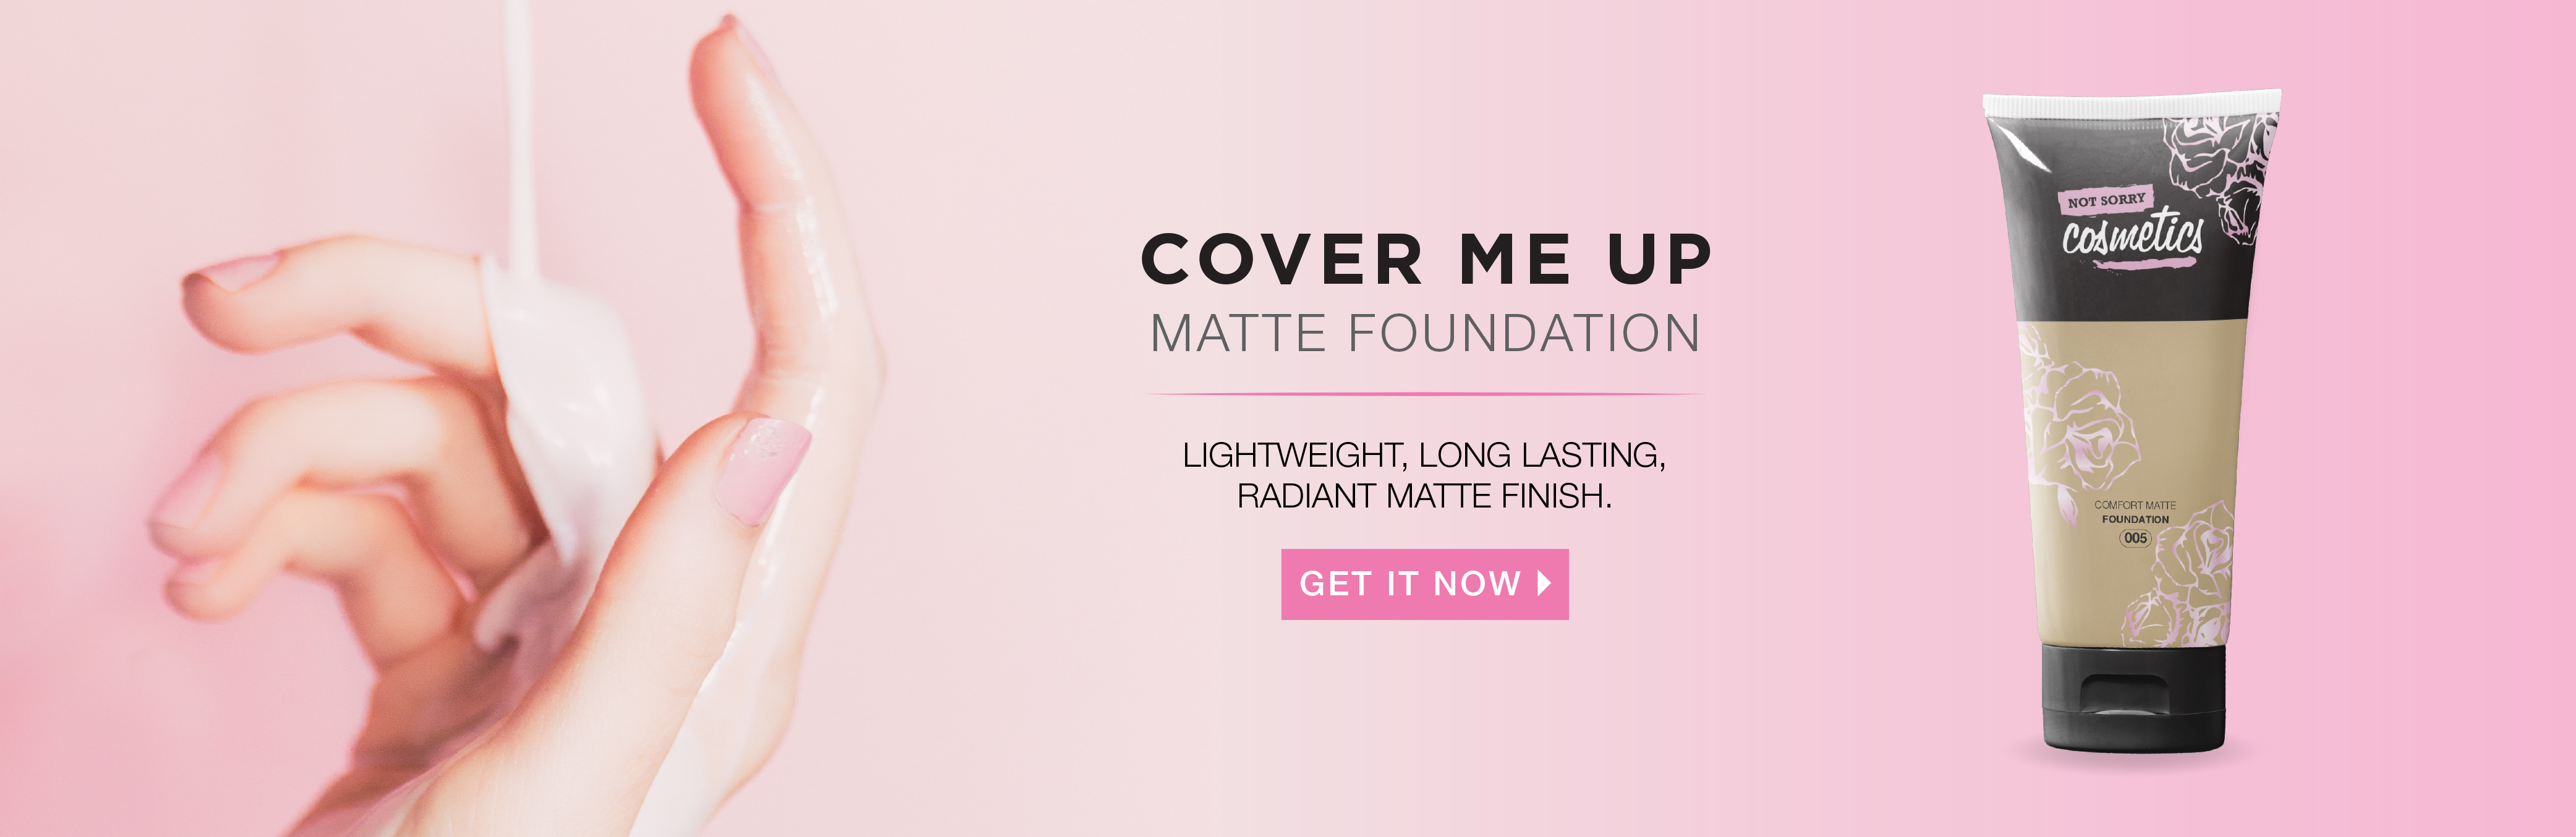 COVER ME UP
MATTE FOUNDATION
LIGHTWEIGHT, LONG LASTING,
RADIANT MATTE FINISH.
GET IT NOW
NOT SORRY
cosmetics
COMFORT MATTE
FOUNDATION
005